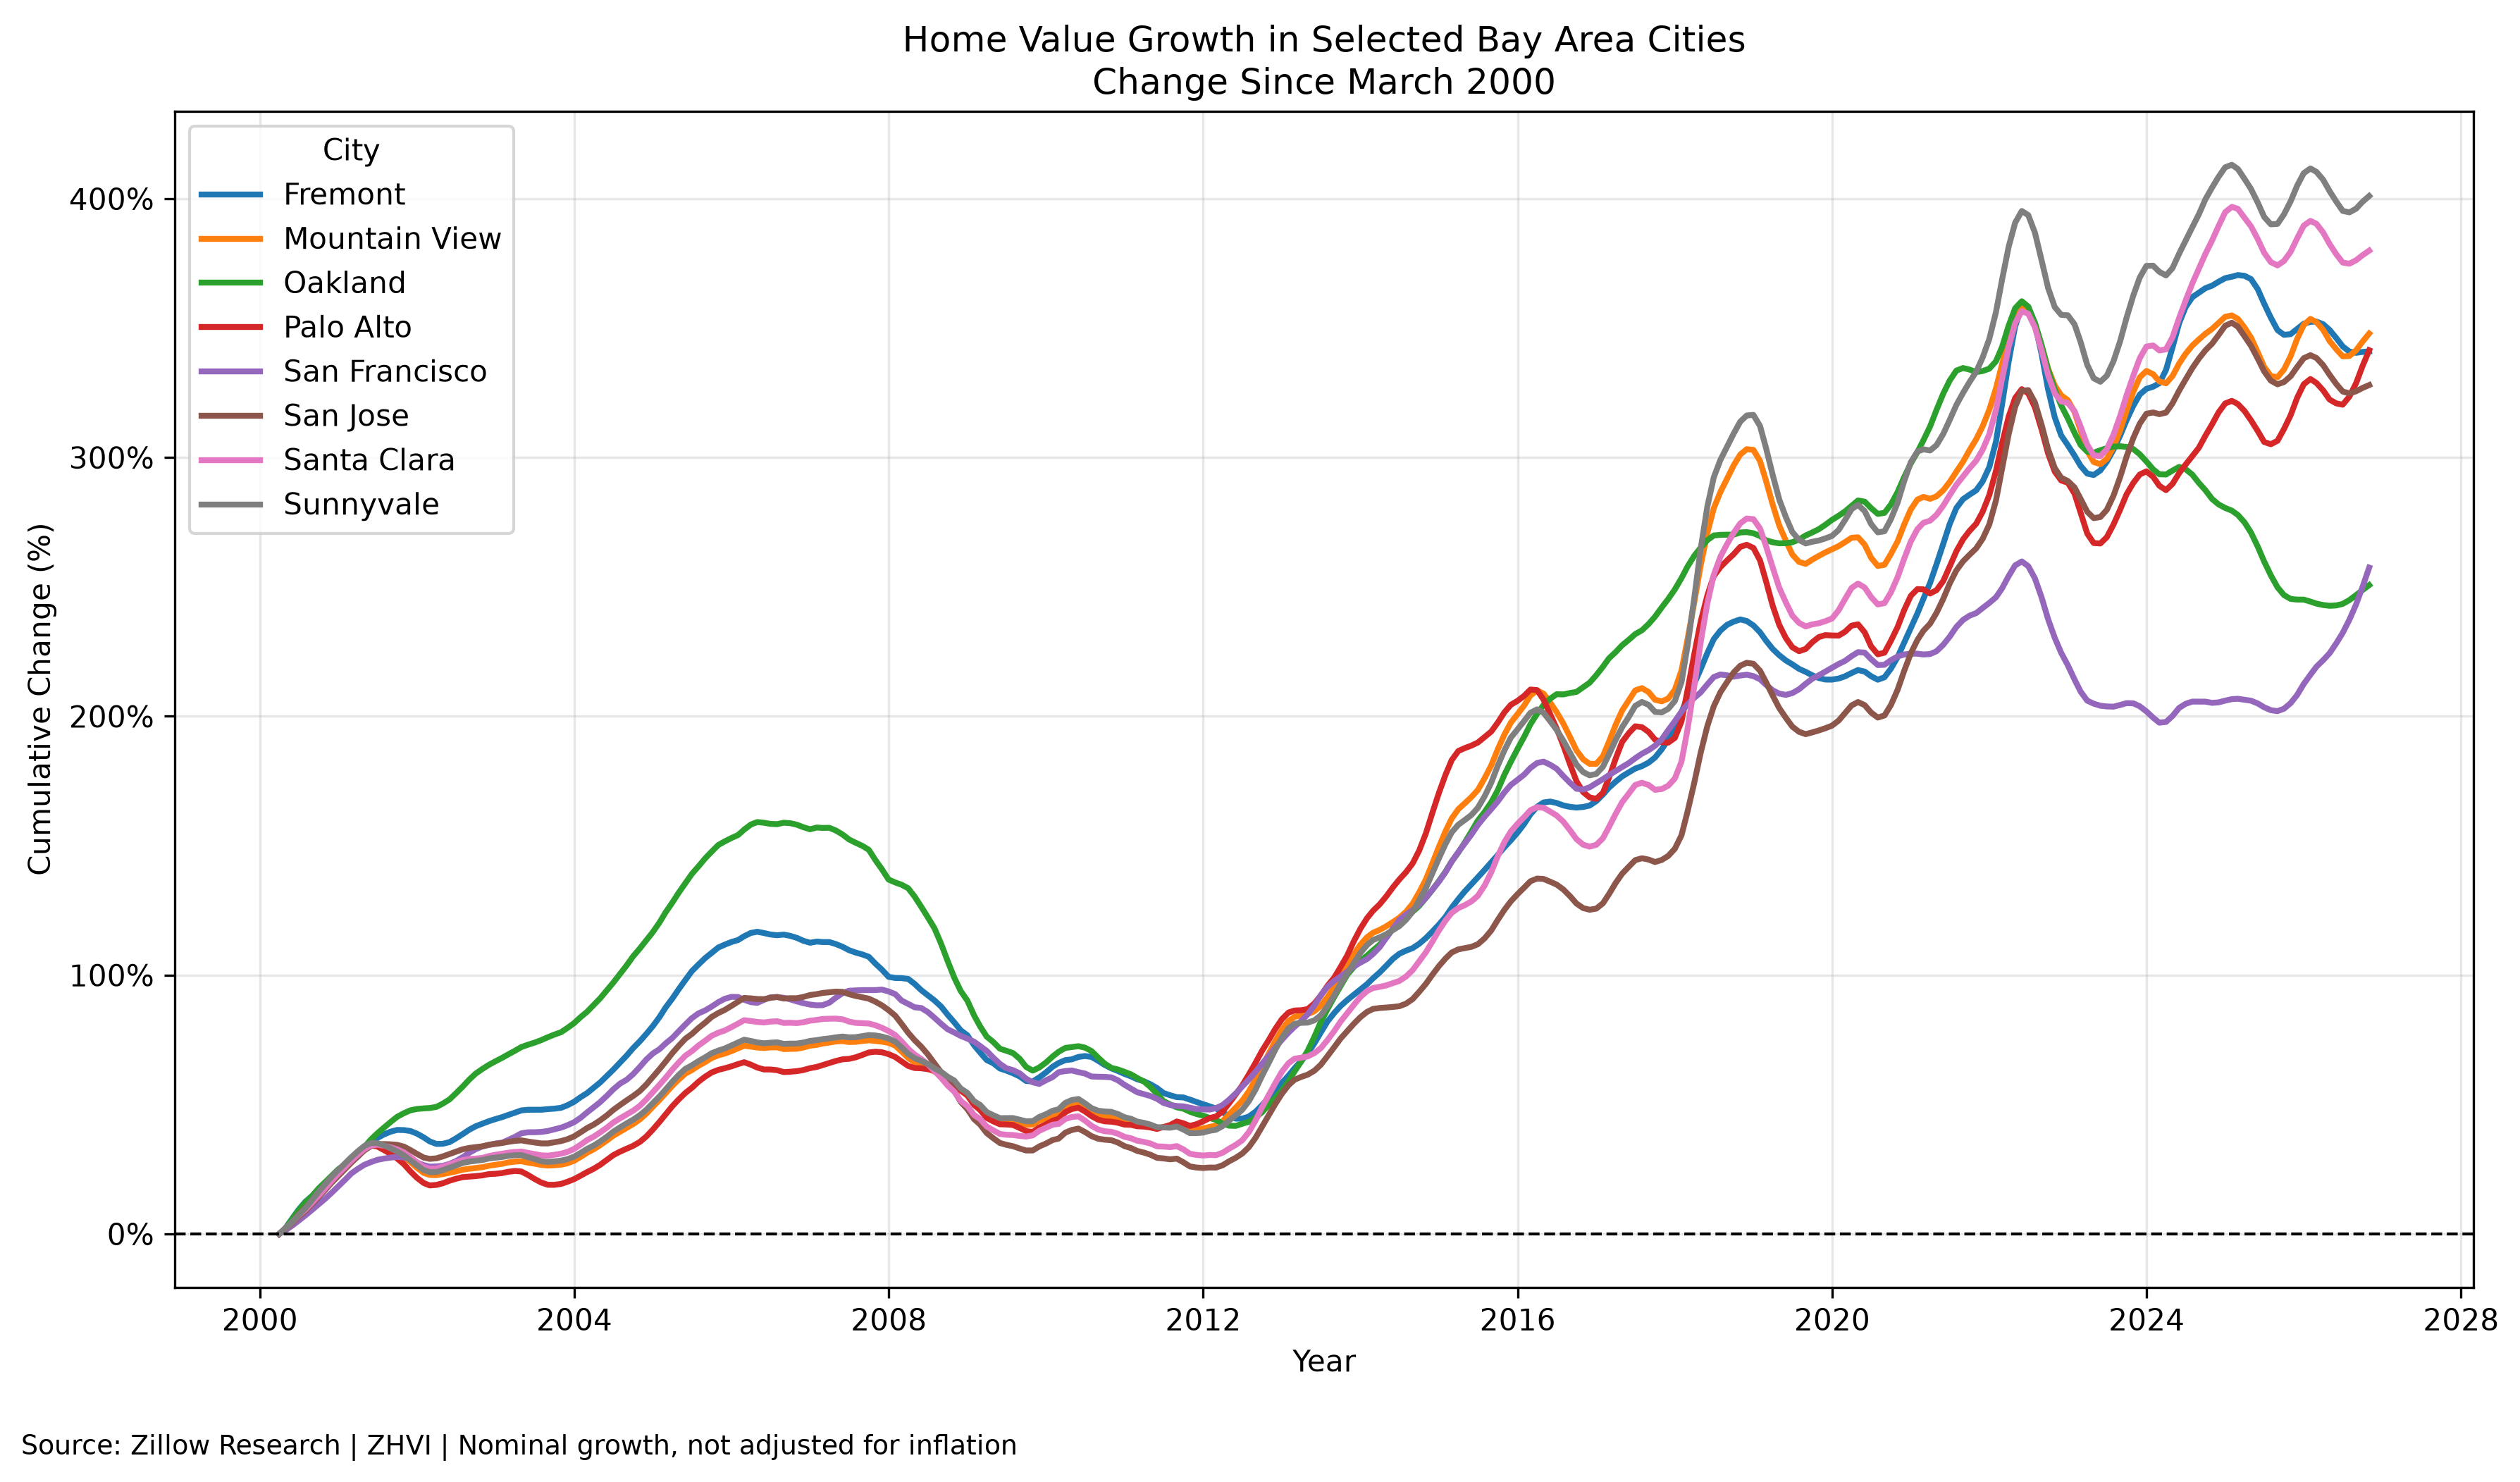 Home Value Growth in Selected Bay Area Cities
Change Since March 2000
City
Fremont
Mountain View
Oakland
Palo Alto
San Francisco
San Jose
Santa Clara
Sunnyvale
Cumulative Change (%)
400%
300%
200%
100%
0%
2000 2004 2008 2012 2016 2020 2024 2028
Year
Source: Zillow Research | ZHVI | Nominal growth, not adjusted for inflation